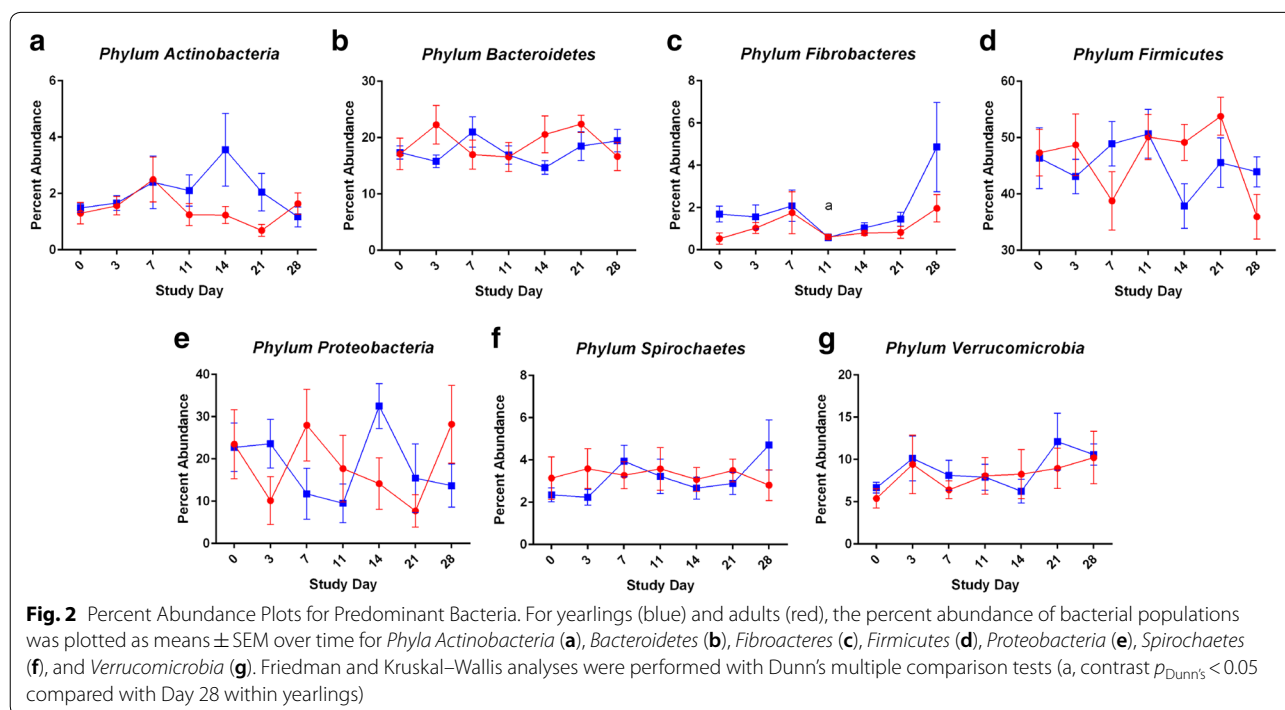 a
Phylum Actinobacteria
Percent Abundance
6
4
2
0
0 3 7 11 14 21 28
Study Day
b
Phylum Bacteroidetes
Percent Abundance
30
20
10
0
0 3 7 11 14 21 28
Study Day
c
Phylum Fibrobacteres
Percent Abundance
8
6
4
2
0
a
0 3 7 11 14 21 28
Study Day
d
Phylum Firmicutes
Percent Abundance
60
50
40
30
0 3 7 11 14 21 28
Study Day
e
Phylum Proteobacteria
Percent Abundance
40
30
20
10
0
0 3 7 11 14 21 28
Study Day
f
Phylum Spirochaetes
Percent Abundance
8
6
4
2
0
0 3 7 11 14 21 28
Study Day
g
Phylum Verrucomicrobia
Percent Abundance
20
15
10
5
0
0 3 7 11 14 21 28
Study Day
Fig. 2 Percent Abundance Plots for Predominant Bacteria. For yearlings (blue) and adults (red), the percent abundance of bacterial populations
was plotted as means ± SEM over time for Phyla Actinobacteria (a), Bacteroidetes (b), Fibroacteres (c), Firmicutes (d), Proteobacteria (e), Spirochaetes
(f), and Verrucomicrobia (g). Friedman and Kruskal–Wallis analyses were performed with Dunn's multiple comparison tests (a, contrast pDunn's < 0.05
compared with Day 28 within yearlings)